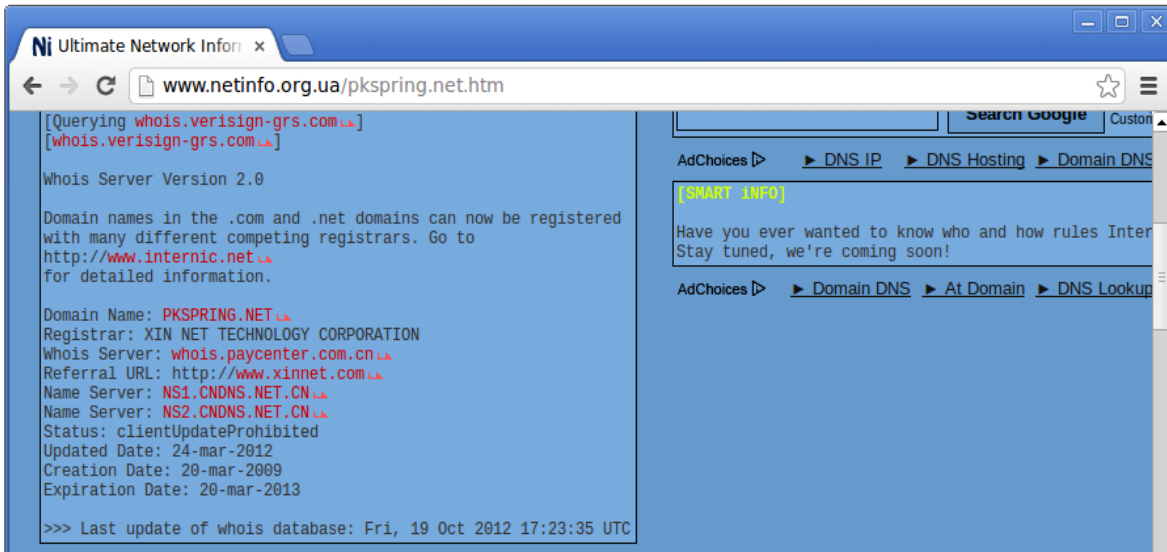 Ni Ultimate Network Inforr
www.netinfo.org.ua/pkspring.net.htm
[Querying whois.verisign-grs.com]
[whois.verisign-grs.com]
Whois Server Version 2.0
Domain names in the .com and .net domains can now be registered
with many different competing registrars. Go to
http://www.internic.net
for detailed information.
Domain Name: PKSPRING.NET
Registrar: XIN NET TECHNOLOGY CORPORATION
Whois Server: whois.paycenter.com.cn
Referral URL: http://www.xinnet.com
Name Server: NS1.CNDNS.NET.CN
Name Server: NS2.CNDNS.NET.CN
Status: clientUpdateProhibited
Updated Date: 24-mar-2012
Creation Date: 20-mar-2009
Expiration Date: 20-mar-2013
>>> Last update of whois database: Fri, 19 Oct 2012 17:23:35 UTC
Search Google Custom
AdChoices ► DNS IP ► DNS Hosting ► Domain DNS
[SMART iNFO]
Have you ever wanted to know who and how rules Inter
Stay tuned, we're coming soon!
AdChoices ► Domain DNS ► At Domain ► DNS Lookup